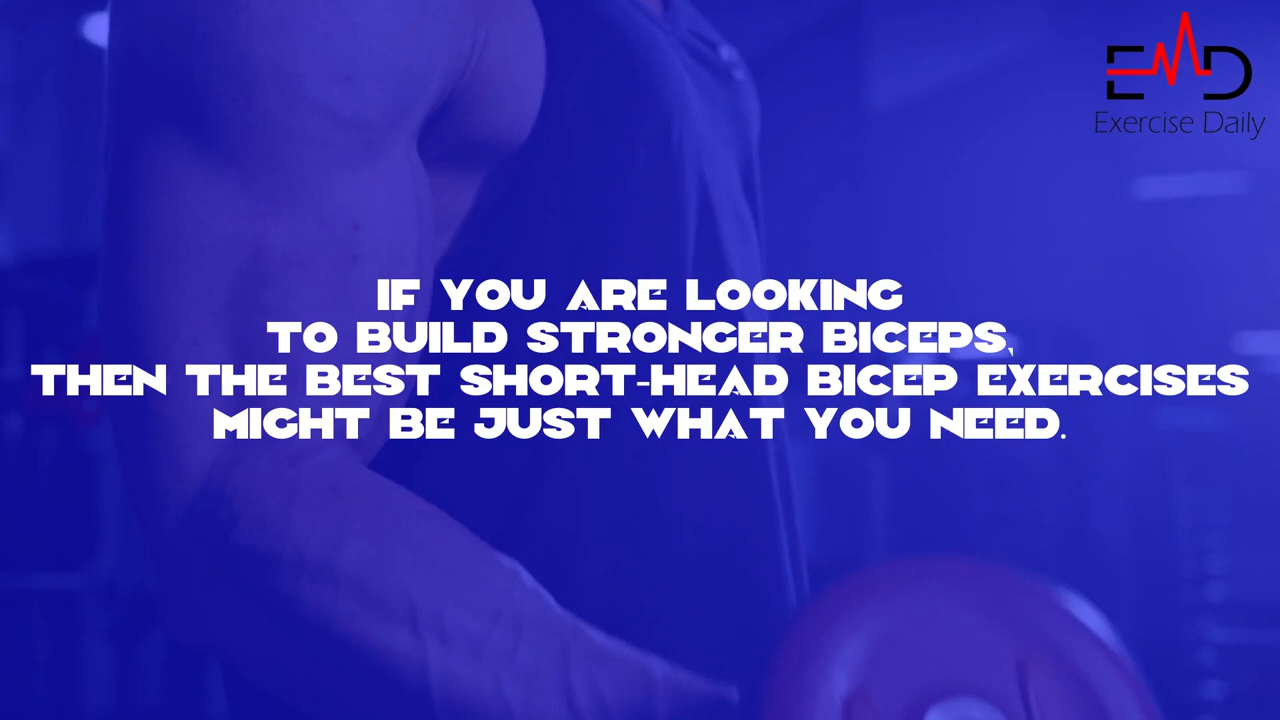 EMD
Exercise Daily
IF YOU ARE LOOKING
TO BUILD STRONGER BICEPS,
THEN THE BEST SHORT-HEAD BICEP EXERCISES
MIGHT BE JUST WHAT YOU NEED.